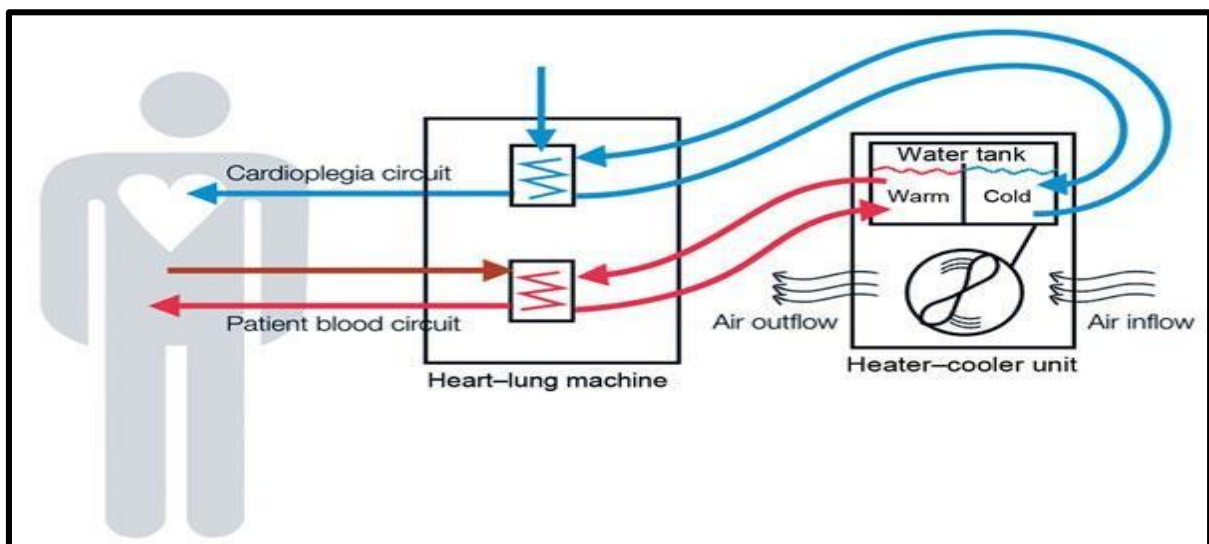 Cardioplegia circuit
Patient blood circuit
Heart–lung machine
Water tank
Warm
Cold
Air outflow
Air inflow
Heater–cooler unit